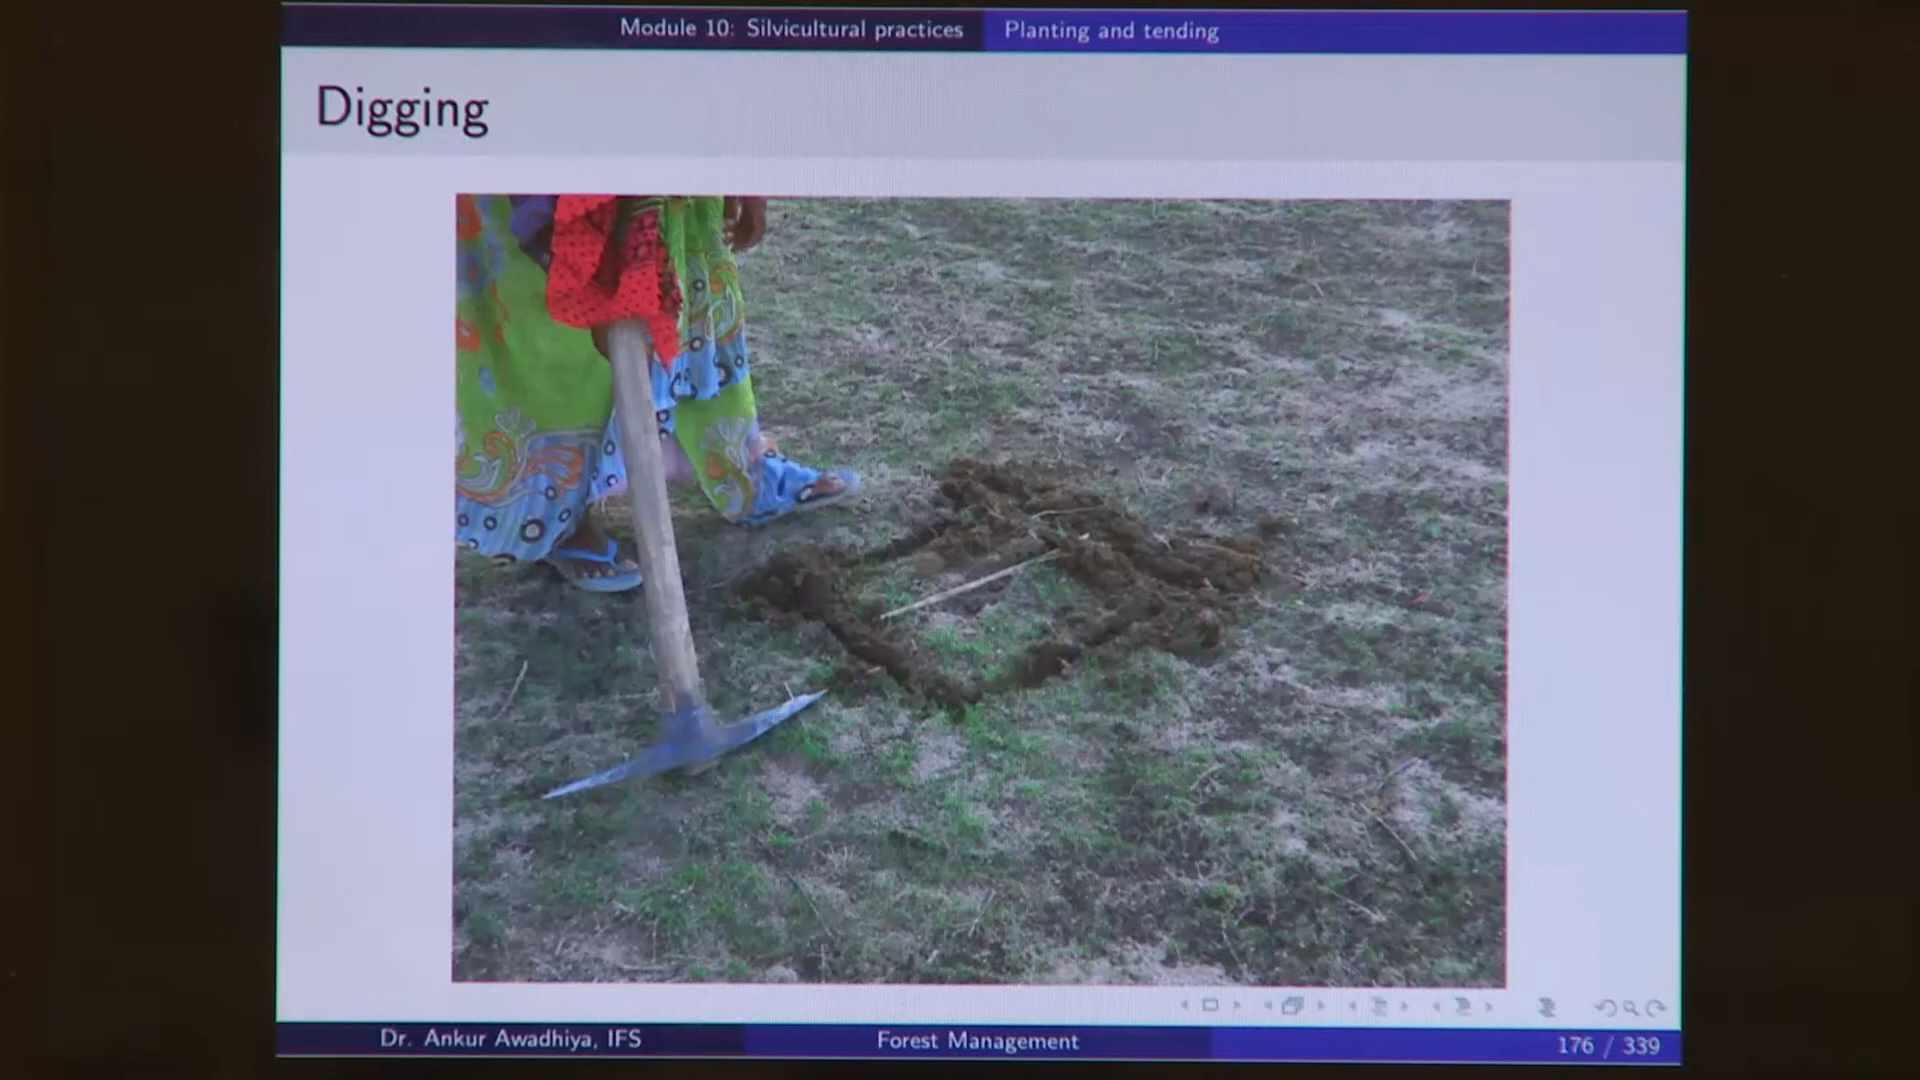 Module 10: Silvicultural practices
Planting and tending
Digging
Dr. Ankur Awadhiya, IFS
Forest Management
176 / 339